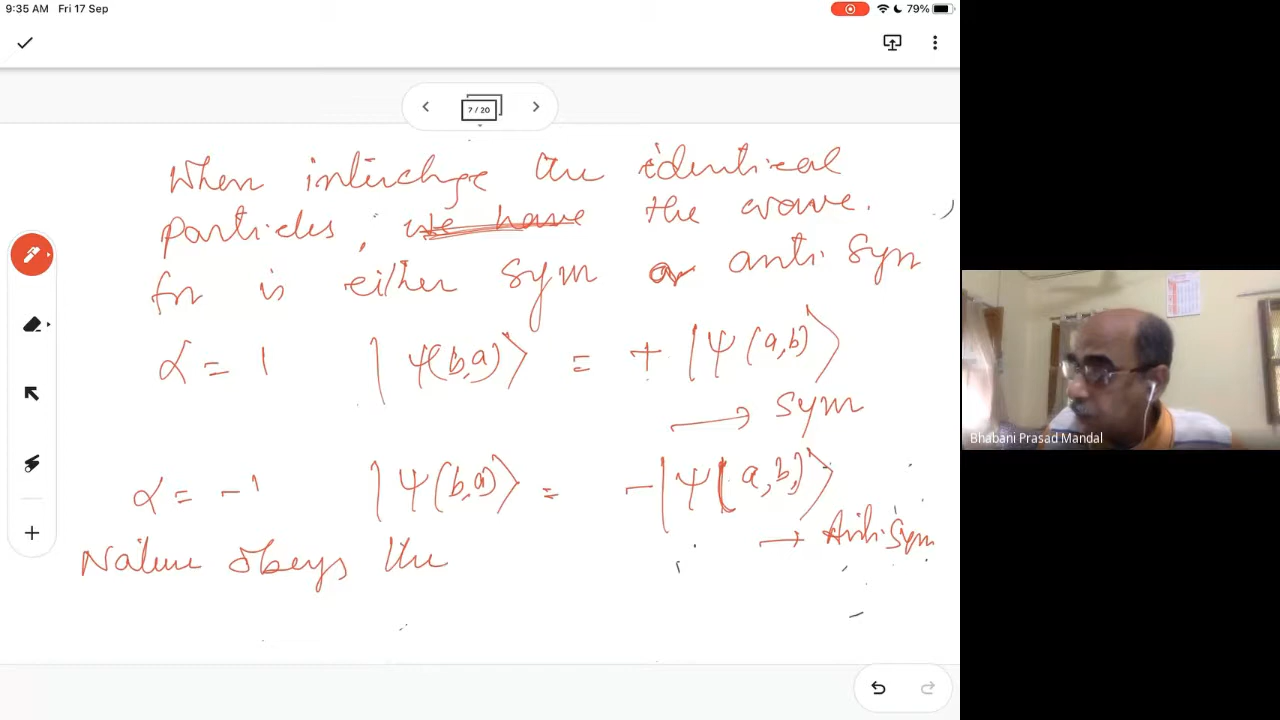 9:35 AM Fri 17 Sep
79%
7 / 20
When interchge the identical
particles, we have the wave.
fn is either Sym or anti Sym
α = 1 |Ψ(b,a)⟩ = + |Ψ(a,b)⟩
→ Sym
α = -1 |Ψ(b,a)⟩ = - |Ψ(a,b)⟩
→ Anti Sym
Nature obeys the
Bhabani Prasad Mandal